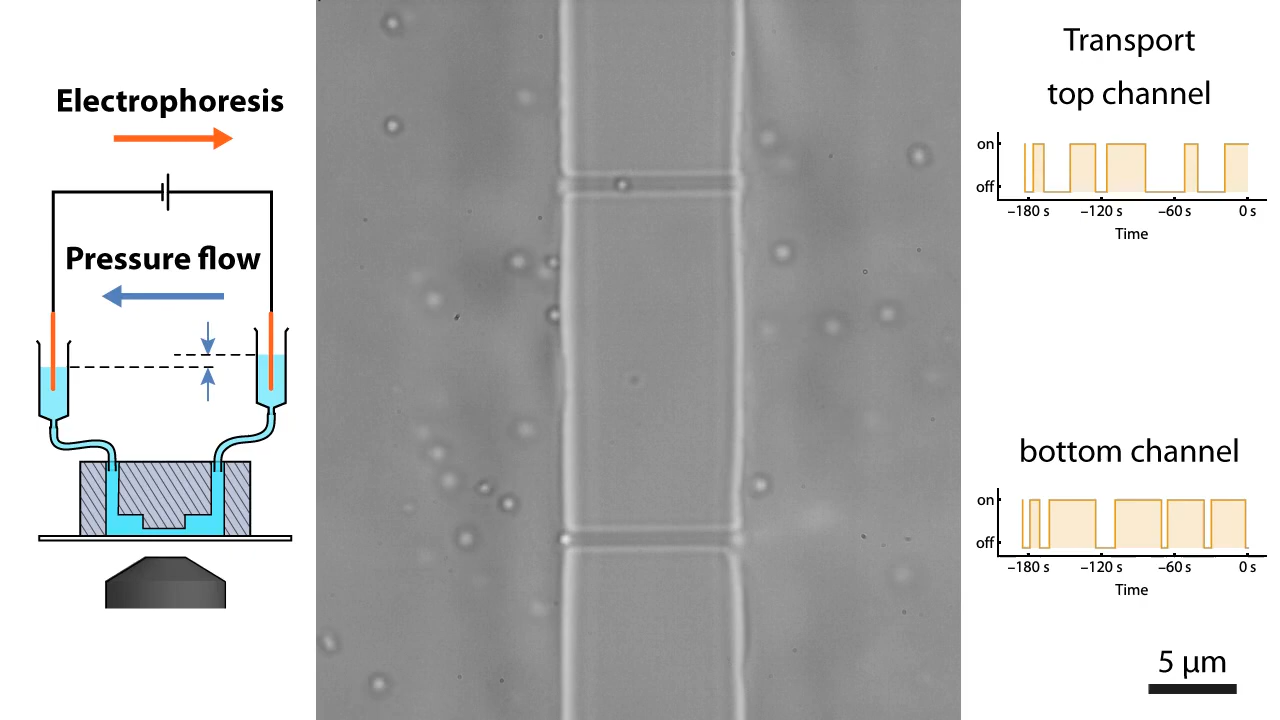 Electrophoresis
Pressure flow
Transport
top channel
on
off
–180 s –120 s –60 s 0 s
Time
bottom channel
on
off
–180 s –120 s –60 s 0 s
Time
5 μm